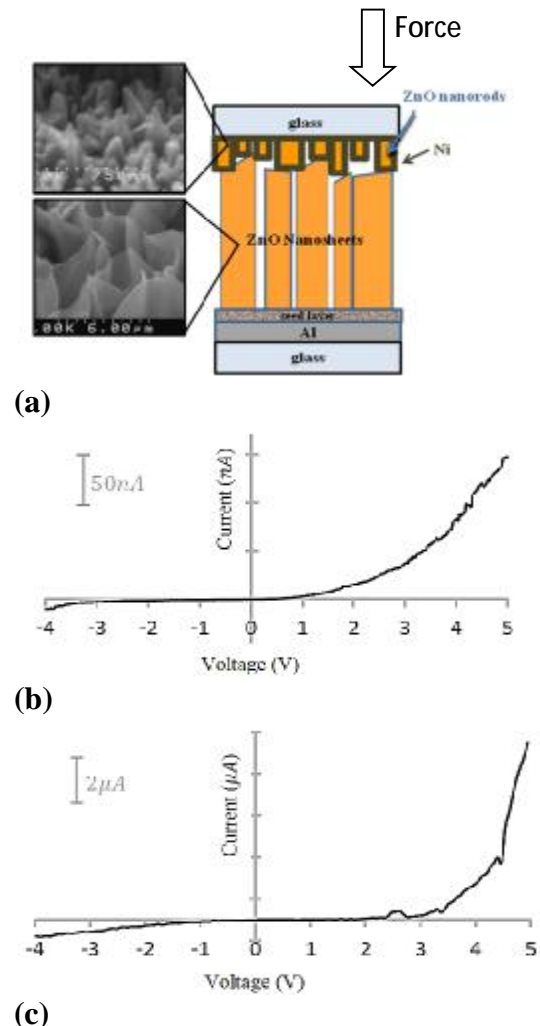 Force
ZnO nanorods
glass
Ni
ZnO Nanosheets
.00K 6.00μm
seed layer
Al
glass
(a)
50nA
Current (nA)
-4 -3 -2 -1 0 1 2 3 4 5
Voltage (V)
(b)
2μA
Current (μA)
-4 -3 -2 -1 0 1 2 3 4 5
Voltage (V)
(c)